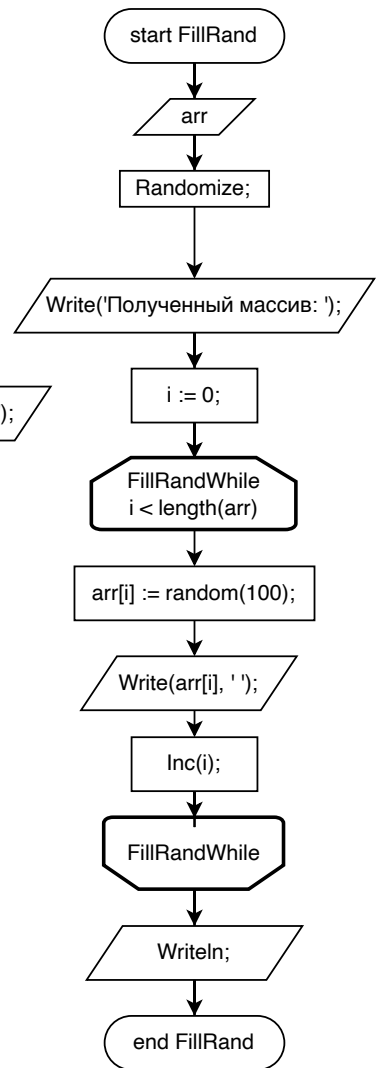 start FillRand
arr
Randomize;
Write('Полученный массив: ');
i := 0;
);
FillRandWhile
i < length(arr)
arr[i] := random(100);
Write(arr[i], ' ');
Inc(i);
FillRandWhile
Writeln;
end FillRand